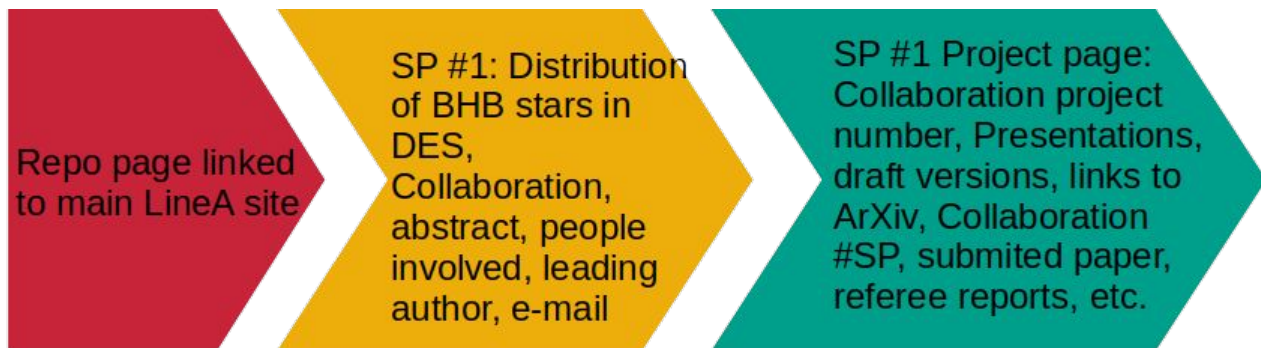 Repo page linked
to main LineA site
SP #1: Distribution
of BHB stars in
DES,
Collaboration,
abstract, people
involved, leading
author, e-mail
SP #1 Project page:
Collaboration project
number, Presentations,
draft versions, links to
ArXiv, Collaboration
#SP, submited paper,
referee reports, etc.